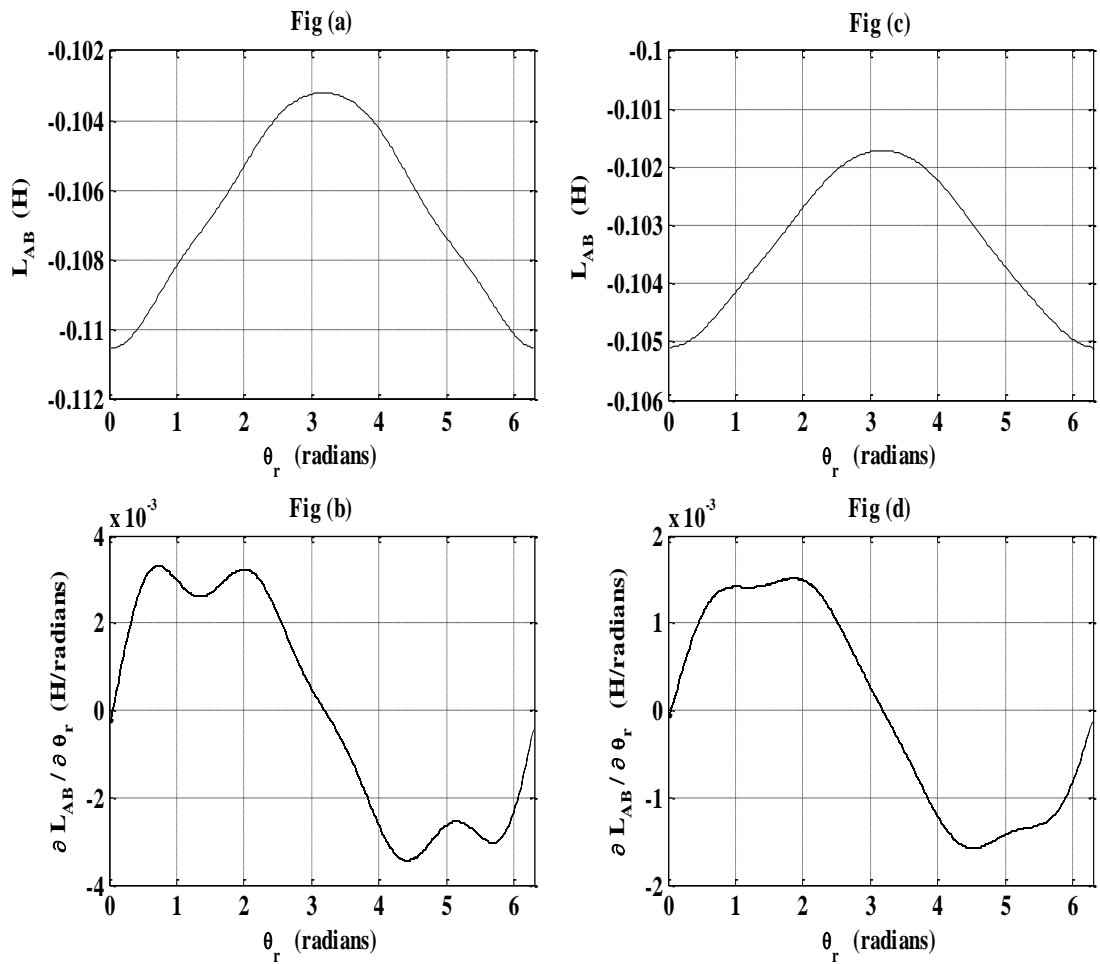 Fig (a)
-0.102
-0.104
-0.106
-0.108
-0.11
-0.112
L_AB (H)
0 1 2 3 4 5 6
θ_r (radians)
Fig (c)
-0.1
-0.101
-0.102
-0.103
-0.104
-0.105
-0.106
L_AB (H)
0 1 2 3 4 5 6
θ_r (radians)
Fig (b)
x 10^-3
4
2
0
-2
-4
∂ L_AB / ∂ θ_r (H/radians)
0 1 2 3 4 5 6
θ_r (radians)
Fig (d)
x 10^-3
2
1
0
-1
-2
∂ L_AB / ∂ θ_r (H/radians)
0 1 2 3 4 5 6
θ_r (radians)